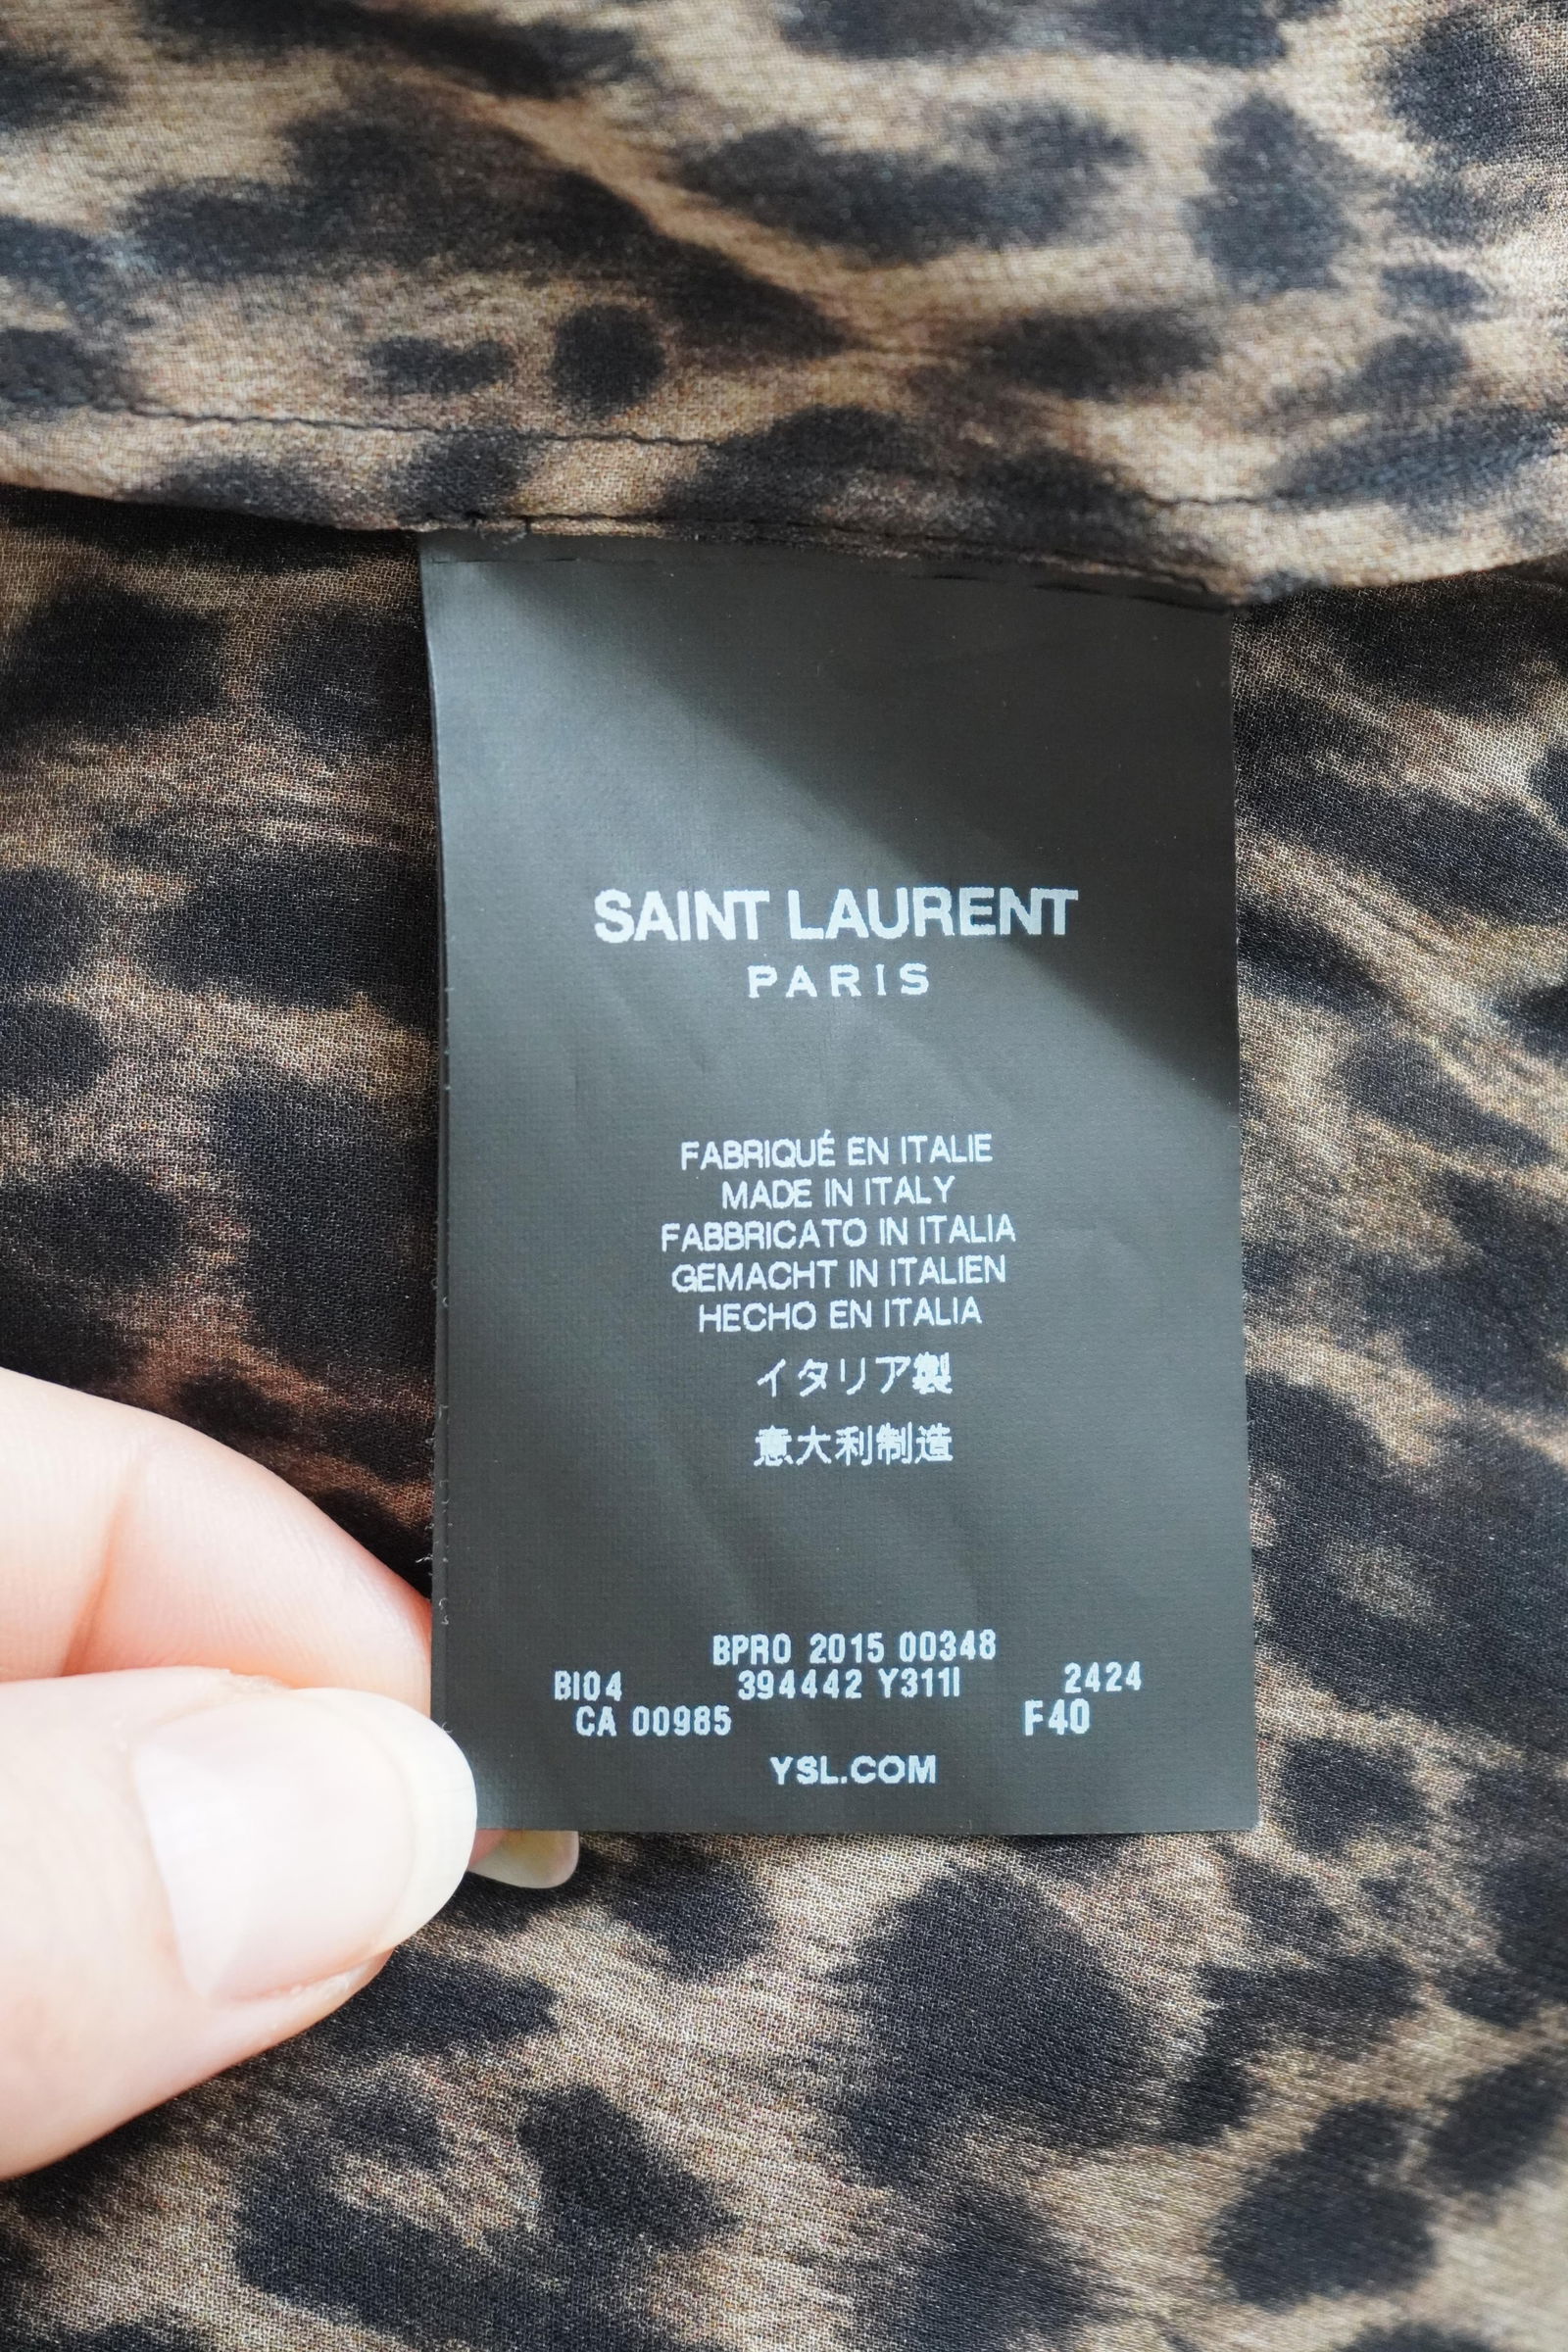 SAINT LAURENT
PARIS
FABRIQUÉ EN ITALIE
MADE IN ITALY
FABBRICATO IN ITALIA
GEMACHT IN ITALIEN
HECHO EN ITALIA
イタリア製
意大利制造
BPRO 2015 00348
BI04 394442 Y311I 2424
CA 00985 F40
YSL.COM